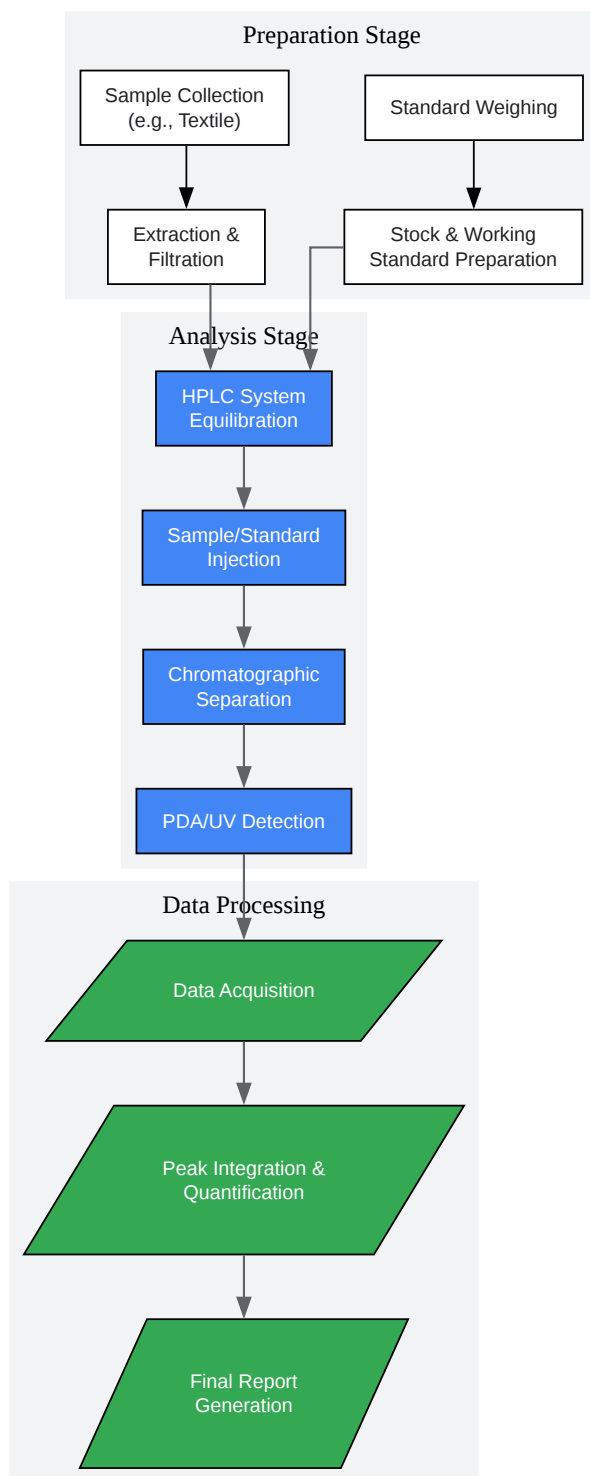 Preparation Stage
Sample Collection
(e.g., Textile)
Standard Weighing
Extraction &
Filtration
Stock & Working
Standard Preparation
Analysis Stage
HPLC System
Equilibration
Sample/Standard
Injection
Chromatographic
Separation
PDA/UV Detection
Data Processing
Data Acquisition
Peak Integration &
Quantification
Final Report
Generation